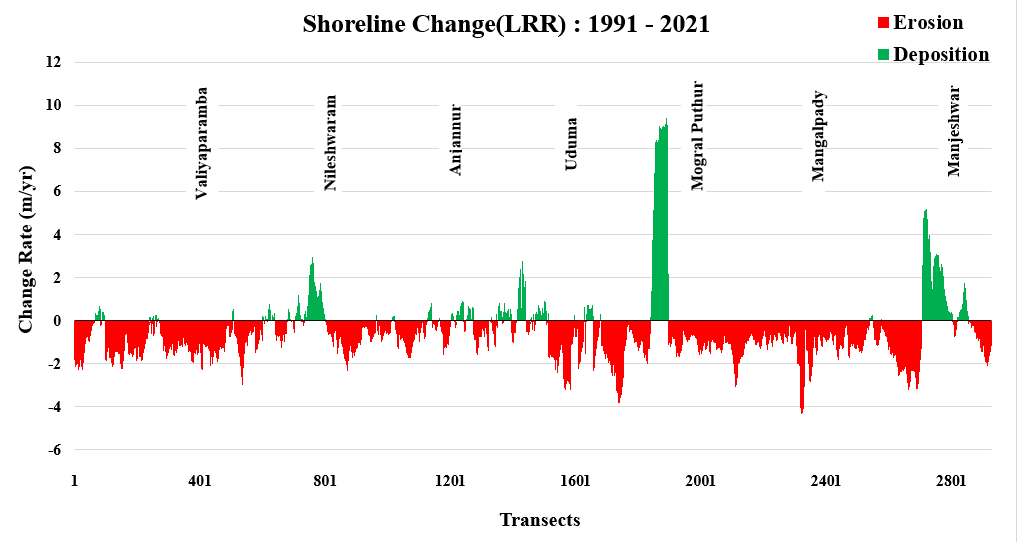 Shoreline Change(LRR) : 1991 - 2021
Erosion
Deposition
Change Rate (m/yr)
12
10
8
6
4
2
0
-2
-4
-6
Valiyaparamba
Nileshwaram
Anjannur
Uduma
Mogral Puthur
Mangalpady
Manjeshwar
1
401
801
1201
1601
2001
2401
2801
Transects